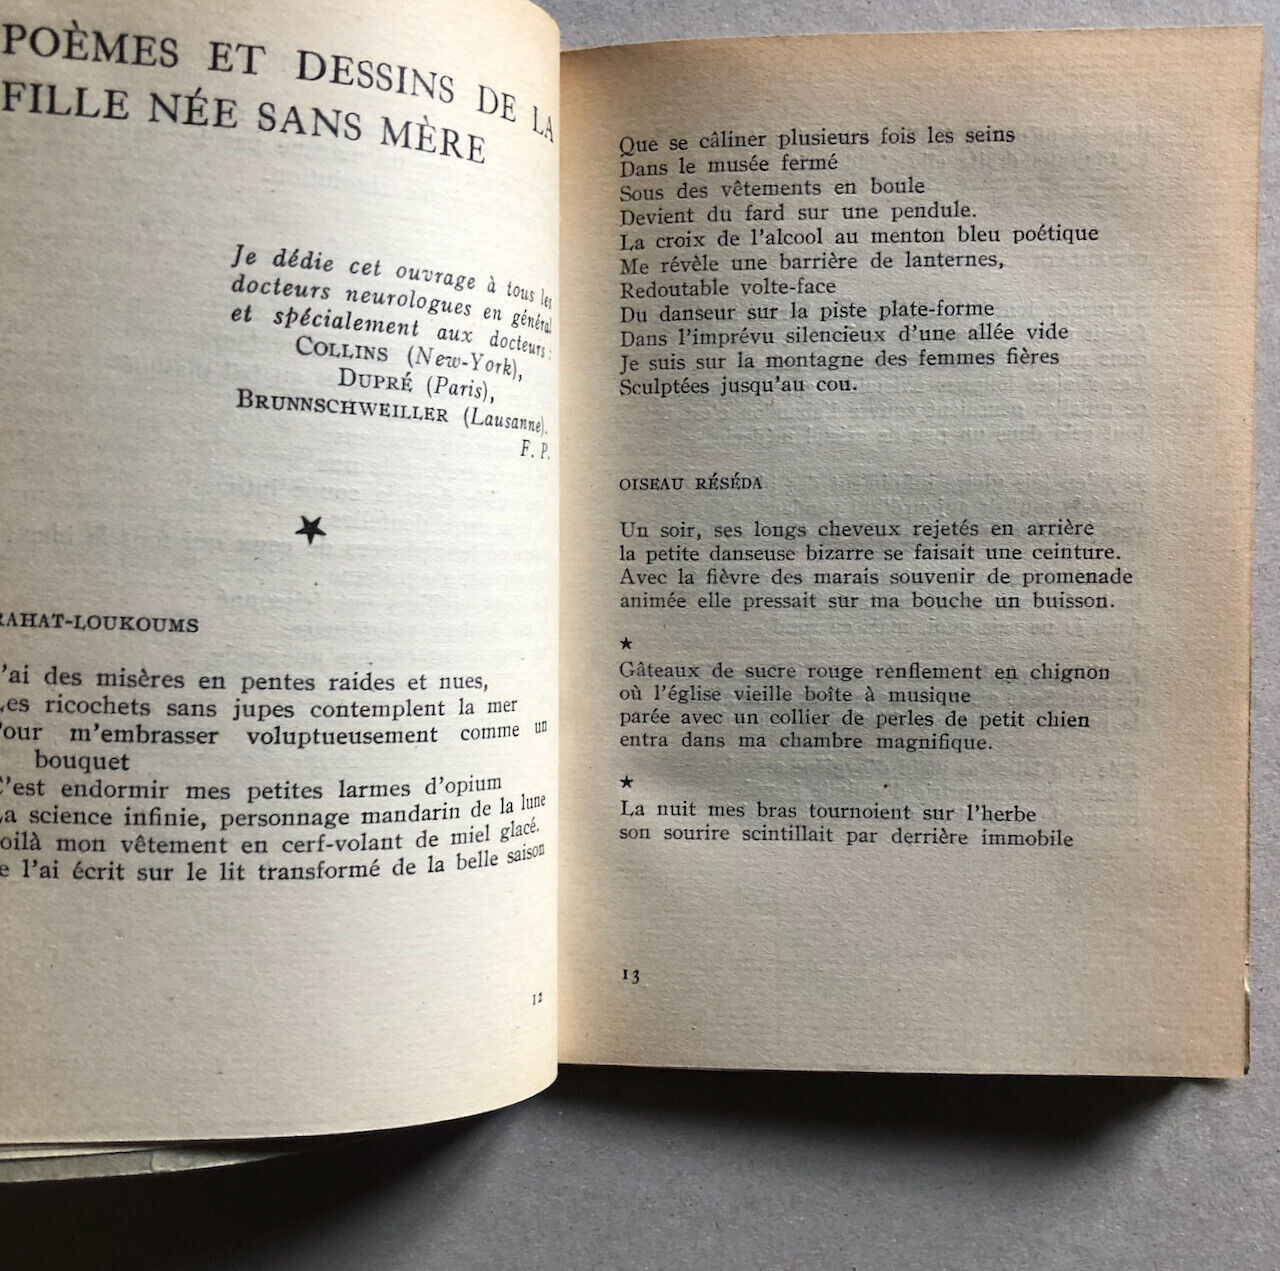 POÈMES ET DESSINS DE LA
FILLE NÉE SANS MÈRE
Je dédie cet ouvrage à tous les
docteurs neurologues en général
et spécialement aux docteurs :
COLLINS (New-York),
DUPRÉ (Paris),
BRUNNSCHWEILLER (Lausanne).
F. P.
RAHAT-LOUKOUMS
'ai des misères en pentes raides et nues,
Les ricochets sans jupes contemplent la mer
Pour m'embrasser voluptueusement comme un
bouquet
C'est endormir mes petites larmes d'opium
La science infinie, personnage mandarin de la lune
oilà mon vêtement en cerf-volant de miel glacé.
e l'ai écrit sur le lit transformé de la belle saison
12
Que se câliner plusieurs fois les seins
Dans le musée fermé
Sous des vêtements en boule
Devient du fard sur une pendule.
La croix de l'alcool au menton bleu poétique
Me révèle une barrière de lanternes,
Redoutable volte-face
Du danseur sur la piste plate-forme
Dans l'imprévu silencieux d'une allée vide
Je suis sur la montagne des femmes fières
Sculptées jusqu'au cou.
OISEAU RÉSÉDA
Un soir, ses longs cheveux rejetés en arrière
la petite danseuse bizarre se faisait une ceinture.
Avec la fièvre des marais souvenir de promenade
animée elle pressait sur ma bouche un buisson.
Gâteaux de sucre rouge renflement en chignon
où l'église vieille boîte à musique
parée avec un collier de perles de petit chien
entra dans ma chambre magnifique.
La nuit mes bras tournoient sur l'herbe
son sourire scintillait par derrière immobile
13